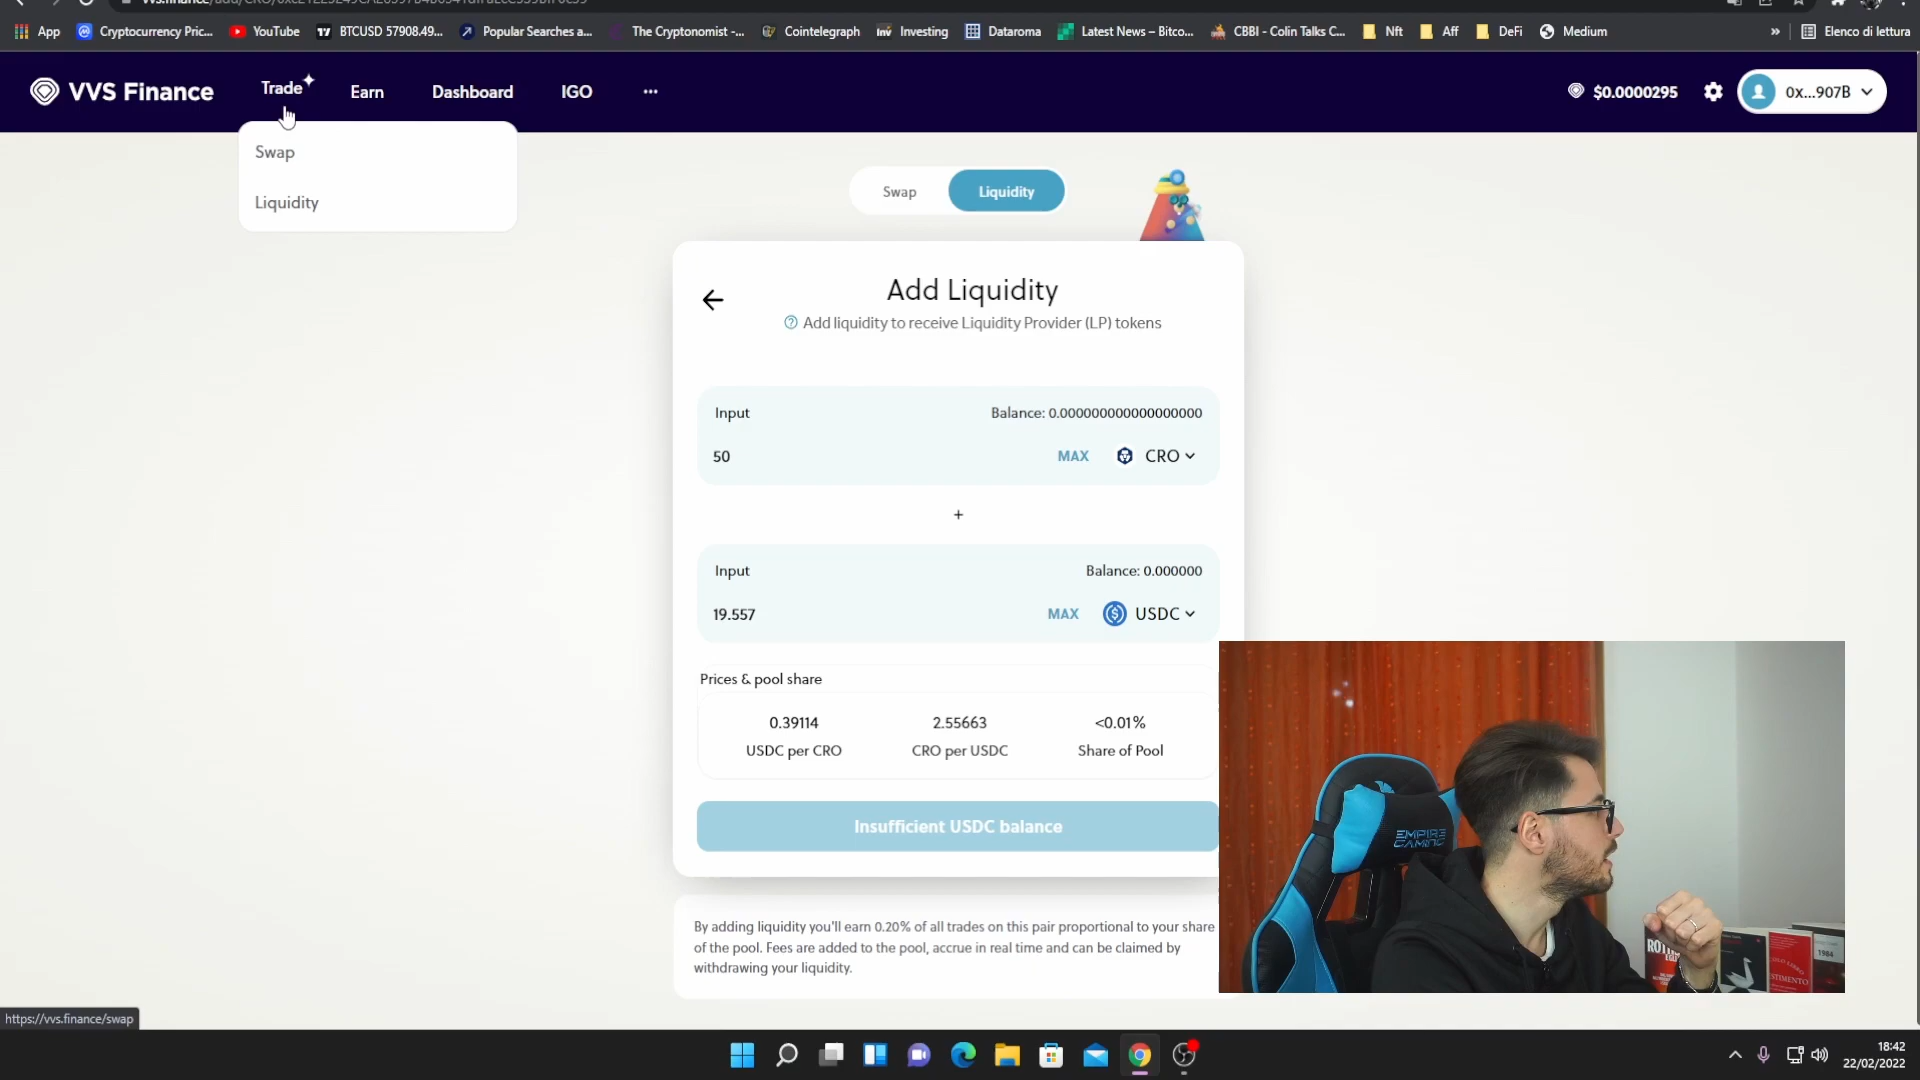 App
Cryptocurrency Pric...
YouTube
BTCUSD 57908.49...
Popular Searches a...
The Cryptonomist -...
Cointelegraph
Investing
Dataroma
Latest News – Bitco...
CBBI - Colin Talks C...
Nft
Aff
DeFi
Medium
»
Elenco di lettura
VVS Finance
Trade
Earn
Dashboard
IGO
...
$0.0000295
0x...907B
Swap
Liquidity
Swap
Liquidity
Add Liquidity
Add liquidity to receive Liquidity Provider (LP) tokens
Input
Balance: 0.000000000000000000
50
MAX
CRO
+
Input
Balance: 0.000000
19.557
MAX
USDC
Prices & pool share
0.39114
2.55663
<0.01%
USDC per CRO
CRO per USDC
Share of Pool
Insufficient USDC balance
By adding liquidity you'll earn 0.20% of all trades on this pair proportional to your share
of the pool. Fees are added to the pool, accrue in real time and can be claimed by
withdrawing your liquidity.
EMPIRE
GAMING
1984
https://vvs.finance/swap
18:42
22/02/2022